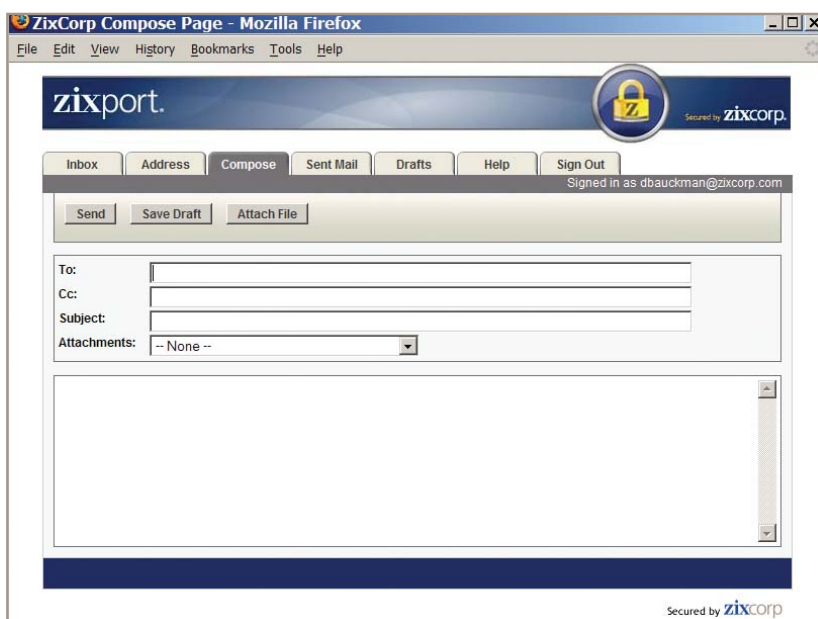 ZixCorp Compose Page - Mozilla Firefox
File Edit View History Bookmarks Tools Help
zixport.
Z
Secured by zixcorp.
Inbox Address Compose Sent Mail Drafts Help Sign Out
Signed in as dbauckman@zixcorp.com
Send Save Draft Attach File
To:
Cc:
Subject:
Attachments: -- None --
Secured by zixcorp